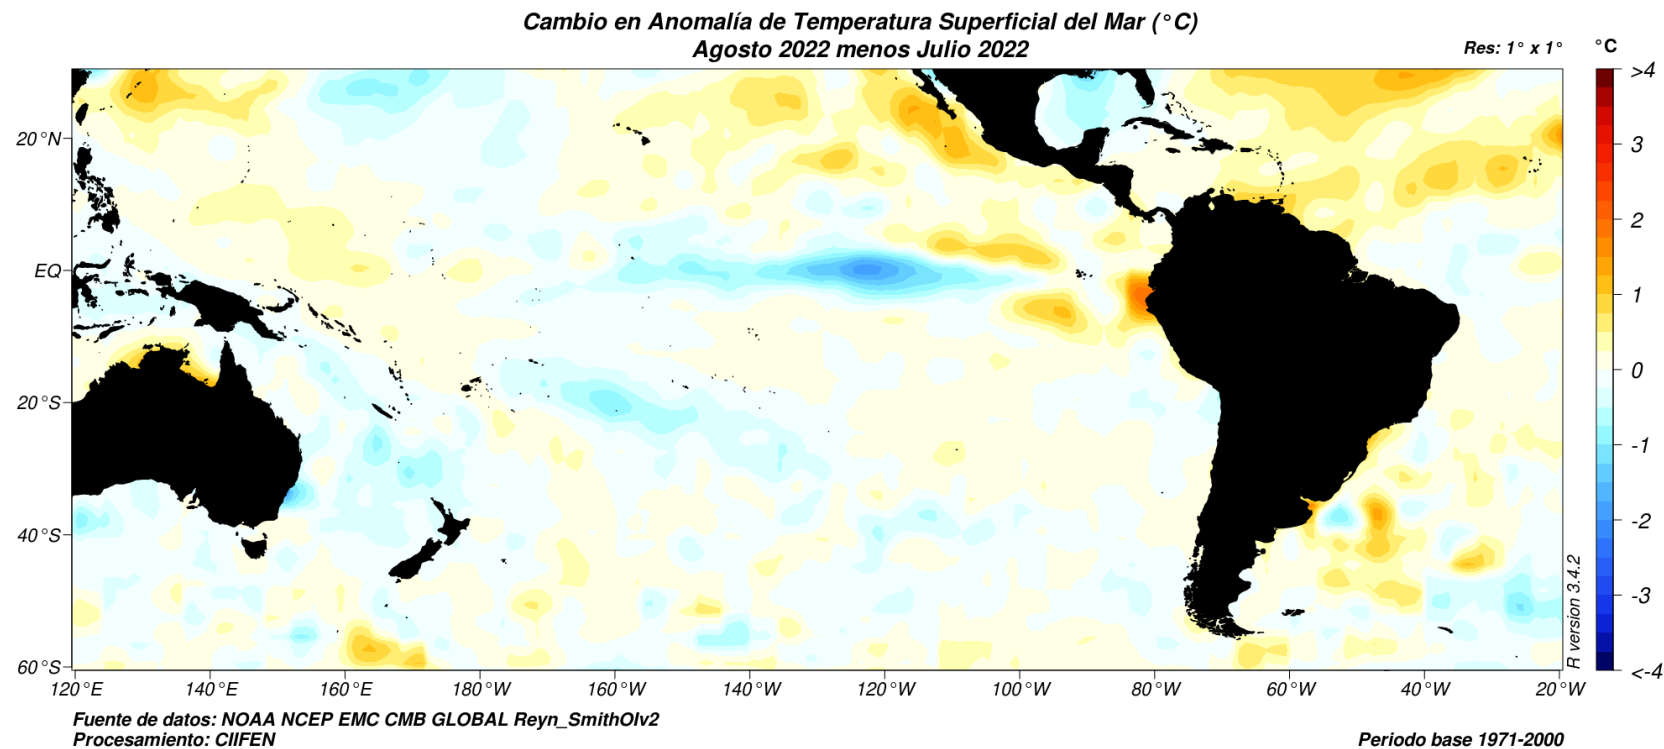 Cambio en Anomalía de Temperatura Superficial del Mar (°C)
Agosto 2022 menos Julio 2022
Res: 1° x 1°
°C
>4
3
2
1
0
-1
-2
-3
<-4
20°N
EQ
20°S
40°S
60°S
120°E 140°E 160°E 180°W 160°W 140°W 120°W 100°W 80°W 60°W 40°W 20°W
R version 3.4.2
Fuente de datos: NOAA NCEP EMC CMB GLOBAL Reyn_SmithOIv2
Procesamiento: CIIFEN
Periodo base 1971-2000